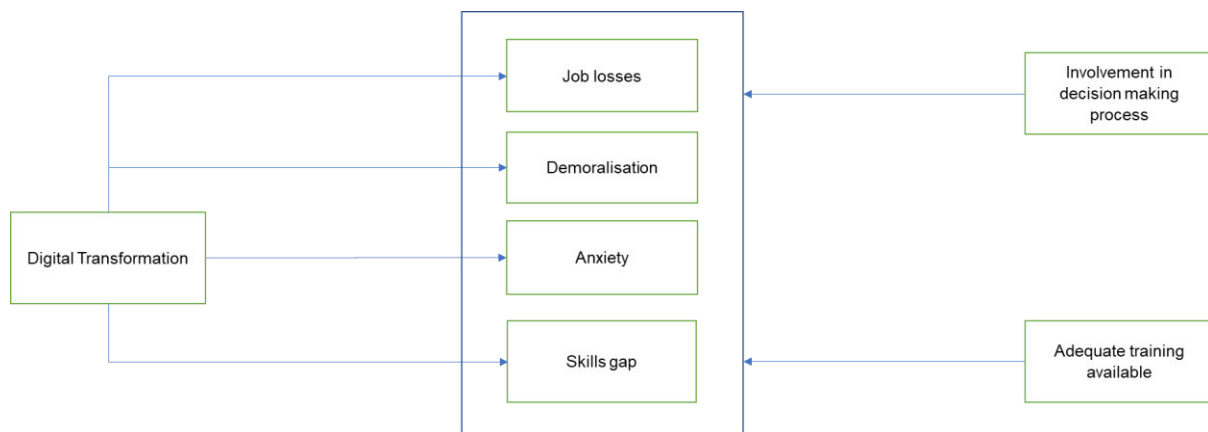 Job losses
Involvement in
decision making
process
Demoralisation
Digital Transformation
Anxiety
Skills gap
Adequate training
available